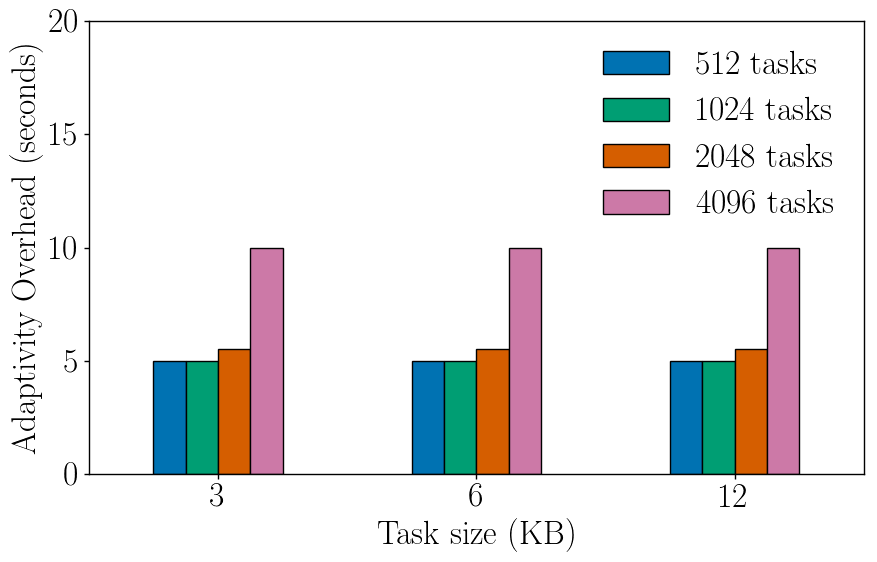 Adaptivity Overhead (seconds)
20
15
10
5
0
512 tasks
1024 tasks
2048 tasks
4096 tasks
3 6 12
Task size (KB)